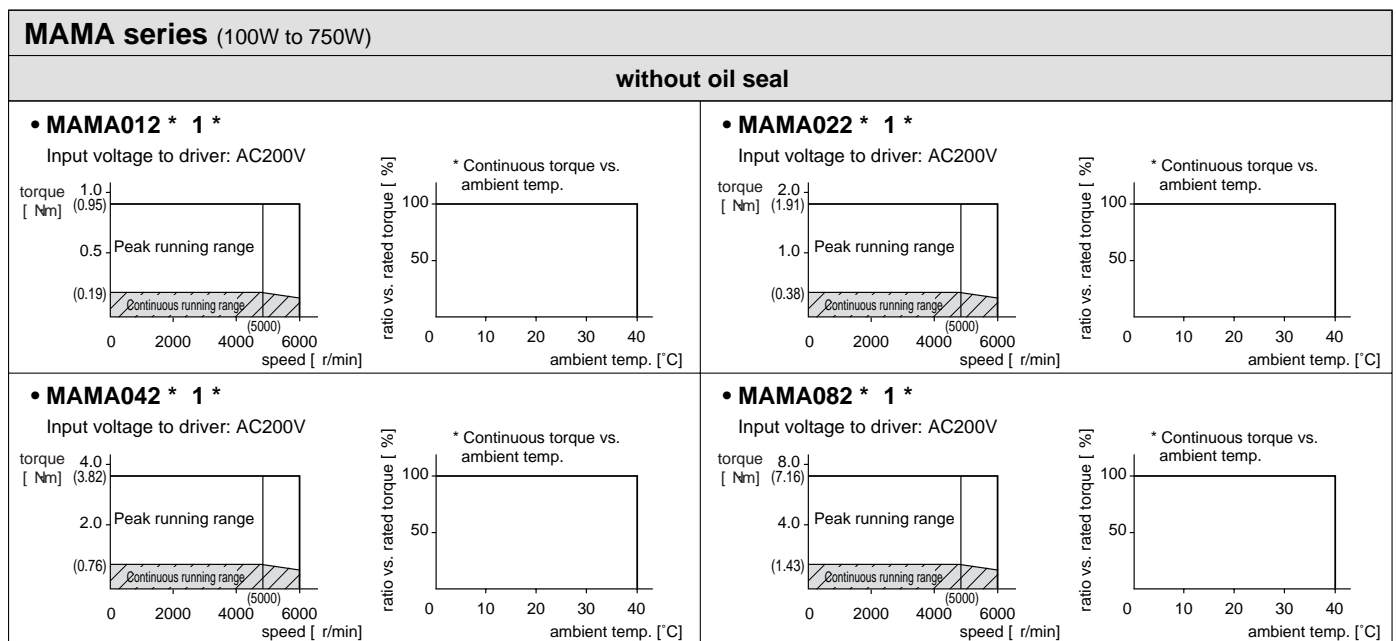 MAMA series (100W to 750W)
without oil seal
• MAMA012 * 1 *
Input voltage to driver: AC200V
torque
[ Nm]
1.0
(0.95)
0.5
(0.19)
Peak running range
Continuous running range
(5000)
0 2000 4000 6000
speed [ r/min]
ratio vs. rated torque [ %]
* Continuous torque vs.
ambient temp.
100
50
0 10 20 30 40
ambient temp. [˚C]
• MAMA022 * 1 *
Input voltage to driver: AC200V
torque
[ Nm]
2.0
(1.91)
1.0
(0.38)
Peak running range
Continuous running range
(5000)
0 2000 4000 6000
speed [ r/min]
ratio vs. rated torque [ %]
* Continuous torque vs.
ambient temp.
100
50
0 10 20 30 40
ambient temp. [˚C]
• MAMA042 * 1 *
Input voltage to driver: AC200V
torque
[ Nm]
4.0
(3.82)
2.0
(0.76)
Peak running range
Continuous running range
(5000)
0 2000 4000 6000
speed [ r/min]
ratio vs. rated torque [ %]
* Continuous torque vs.
ambient temp.
100
50
0 10 20 30 40
ambient temp. [˚C]
• MAMA082 * 1 *
Input voltage to driver: AC200V
torque
[ Nm]
8.0
(7.16)
4.0
(1.43)
Peak running range
Continuous running range
(5000)
0 2000 4000 6000
speed [ r/min]
ratio vs. rated torque [ %]
* Continuous torque vs.
ambient temp.
100
50
0 10 20 30 40
ambient temp. [˚C]